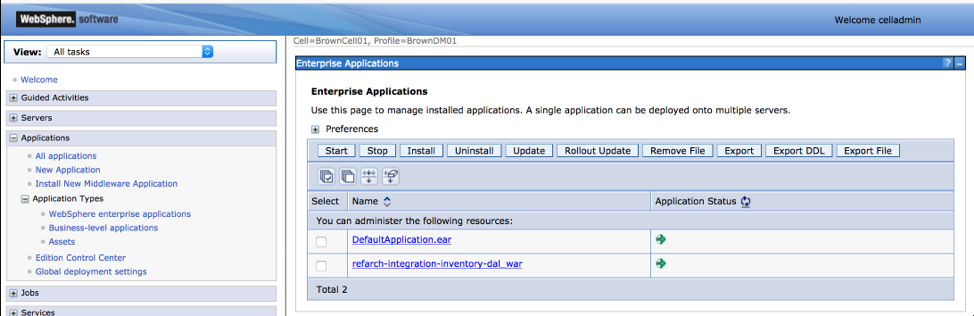 WebSphere. software
Welcome celladmin
View: All tasks
Welcome
Guided Activities
Servers
Applications
All applications
New Application
Install New Middleware Application
Application Types
WebSphere enterprise applications
Business-level applications
Assets
Edition Control Center
Global deployment settings
Jobs
Services
Cell=BrownCell01, Profile=BrownDM01
Enterprise Applications
? –
Enterprise Applications
Use this page to manage installed applications. A single application can be deployed onto multiple servers.
Preferences
Start Stop Install Uninstall Update Rollout Update Remove File Export Export DDL Export File
Select Name Application Status
You can administer the following resources:
DefaultApplication.ear
refarch-integration-inventory-dal_war
Total 2